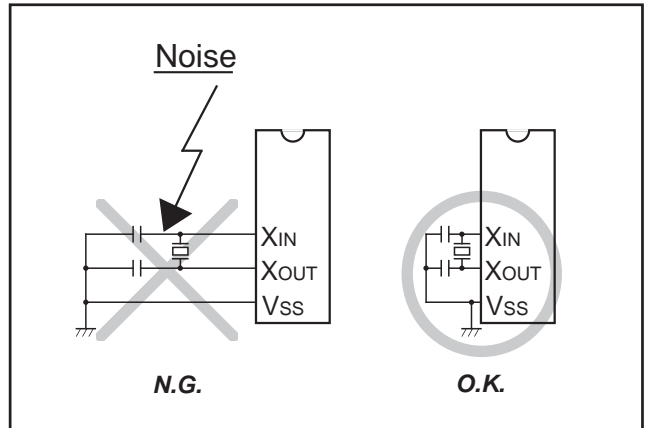 Noise
XIN
XOUT
VSS
N.G.
XIN
XOUT
VSS
O.K.